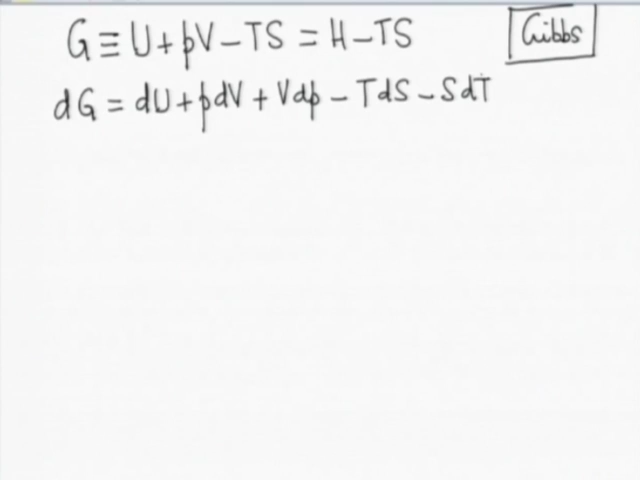 G ≡ U + pV – TS = H – TS
Gibbs
dG = dU + pdV + Vdp – TdS – SdT